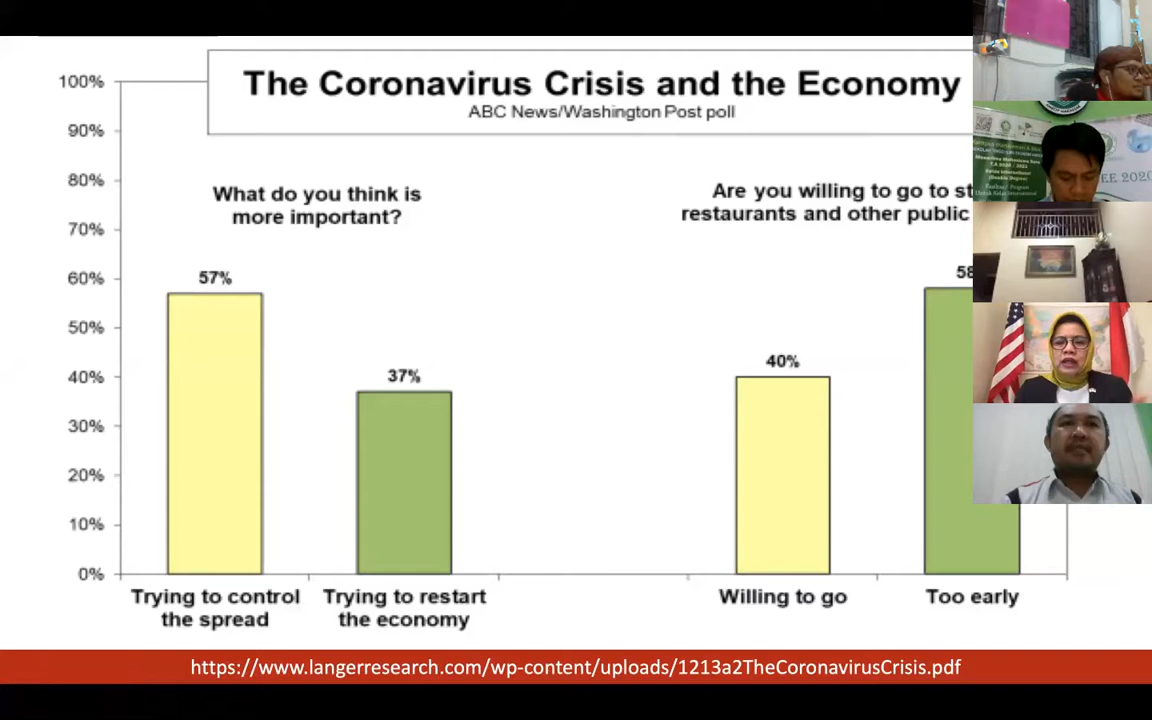 The Coronavirus Crisis and the Economy
ABC News/Washington Post poll
100%
90%
80%
70%
60%
50%
40%
30%
20%
10%
0%
What do you think is
more important?
57%
37%
Trying to control
the spread
Trying to restart
the economy
Are you willing to go to st
restaurants and other public
40%
58
Willing to go
Too early
https://www.langerresearch.com/wp-content/uploads/1213a2TheCoronavirusCrisis.pdf
EE 2020